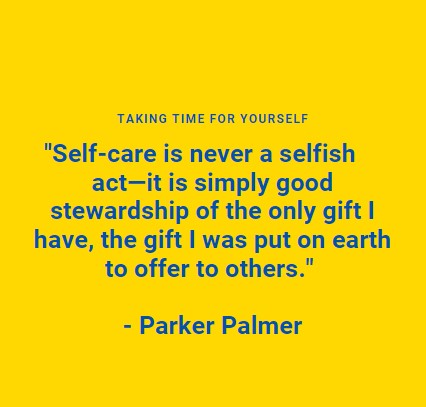 TAKING TIME FOR YOURSELF
"Self-care is never a selfish
act—it is simply good
stewardship of the only gift I
have, the gift I was put on earth
to offer to others."
- Parker Palmer